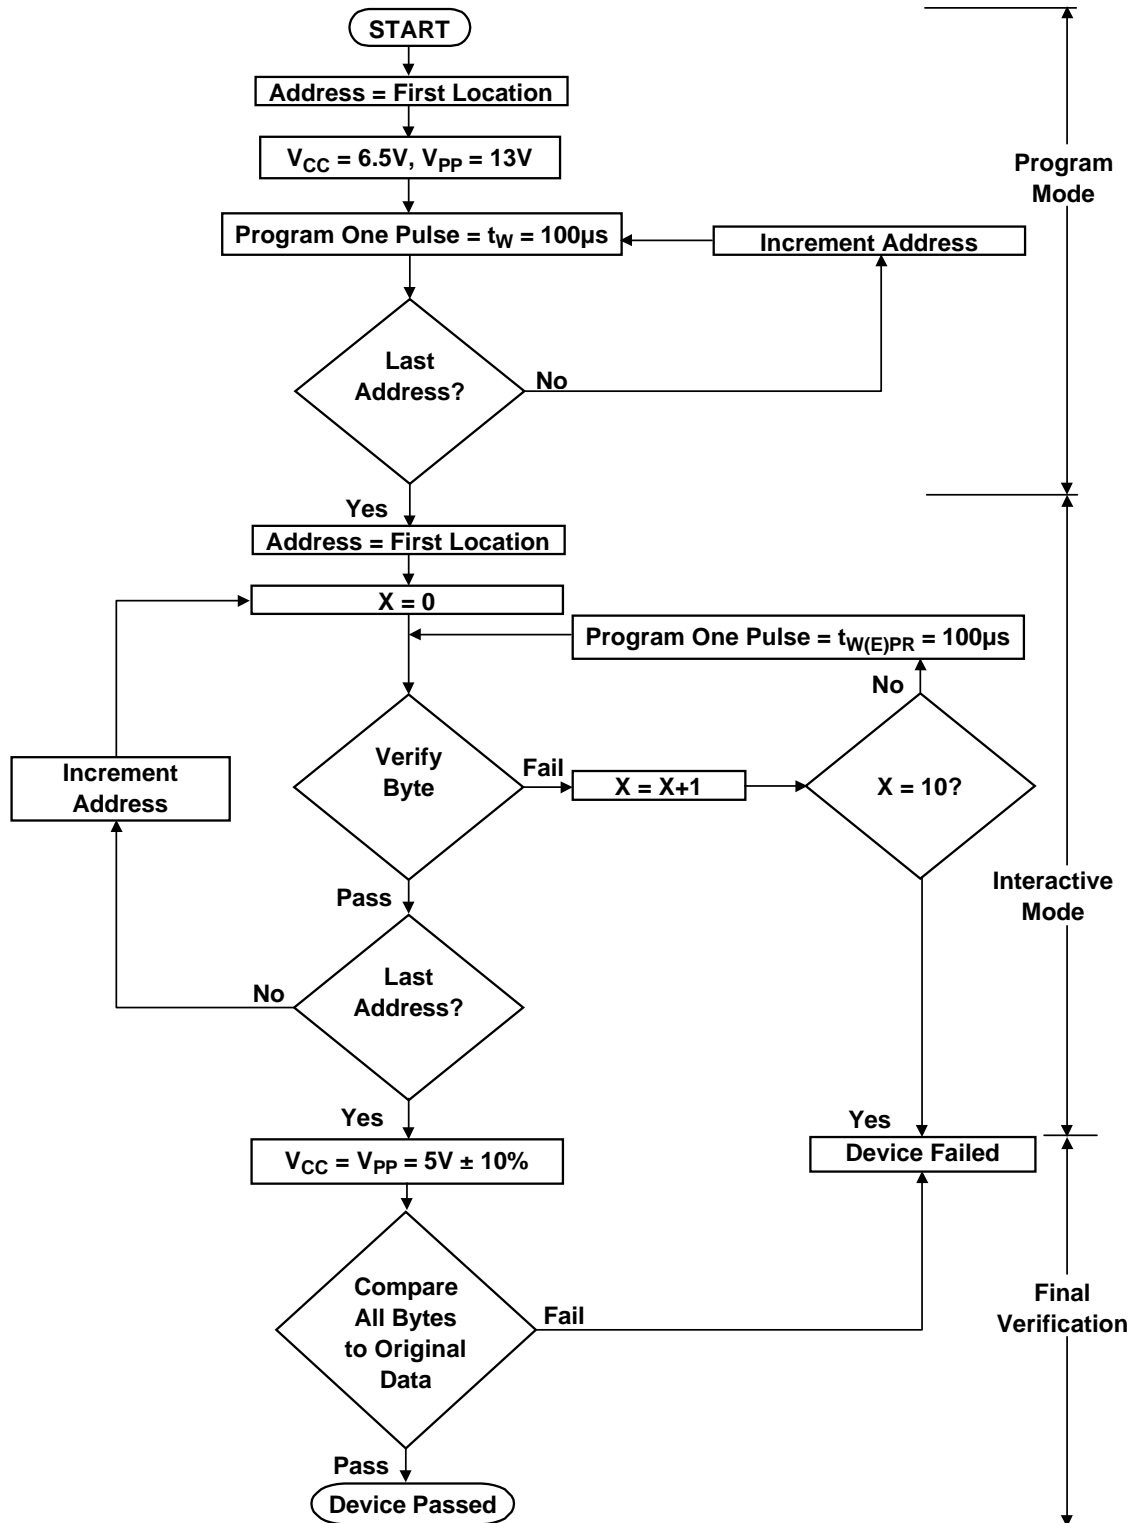 START
Address = First Location
VCC = 6.5V, VPP = 13V
Program
Mode
Program One Pulse = tW = 100µs
Increment Address
Last
Address?
No
Yes
Address = First Location
X = 0
Program One Pulse = tW(E)PR = 100µs
No
Increment
Address
Verify
Byte
Fail
X = X+1
X = 10?
Pass
Interactive
Mode
Last
Address?
No
Yes
Yes
VCC = VPP = 5V ± 10%
Device Failed
Compare
All Bytes
to Original
Data
Fail
Final
Verification
Pass
Device Passed